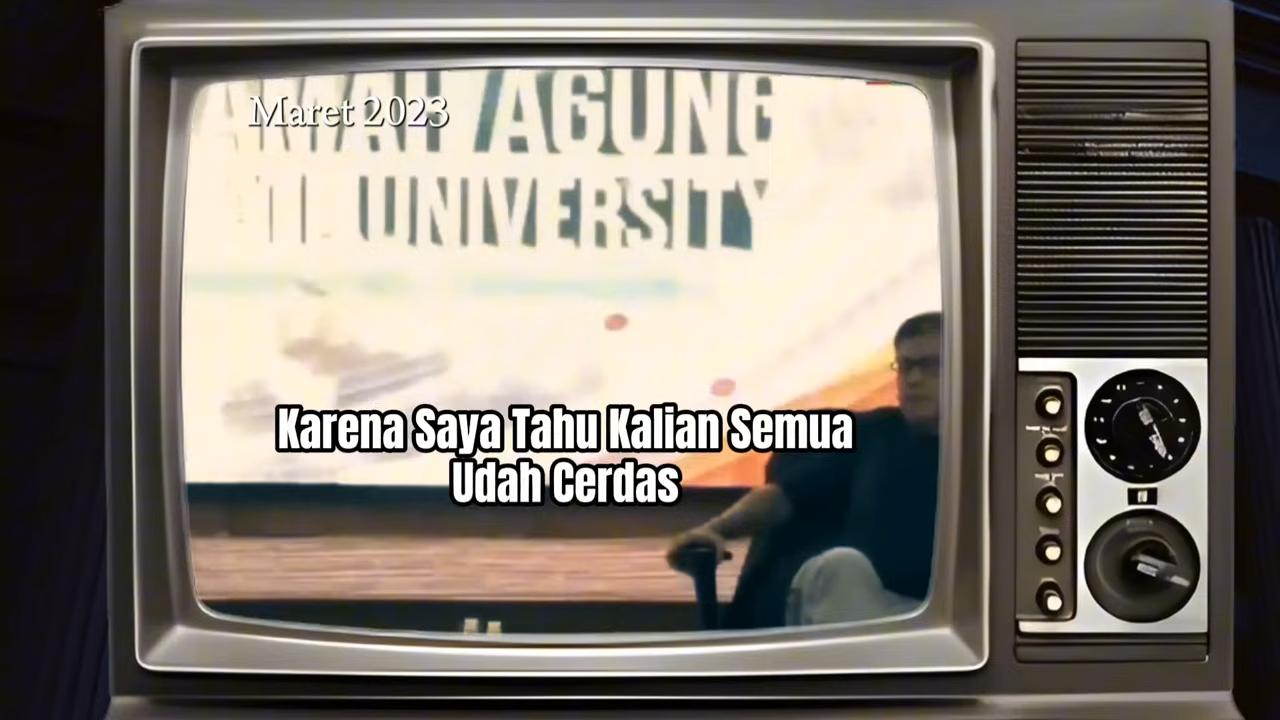 Maret 2023
AGUNG
UNIVERSITY
Karena Saya Tahu Kalian Semua
Udah Cerdas